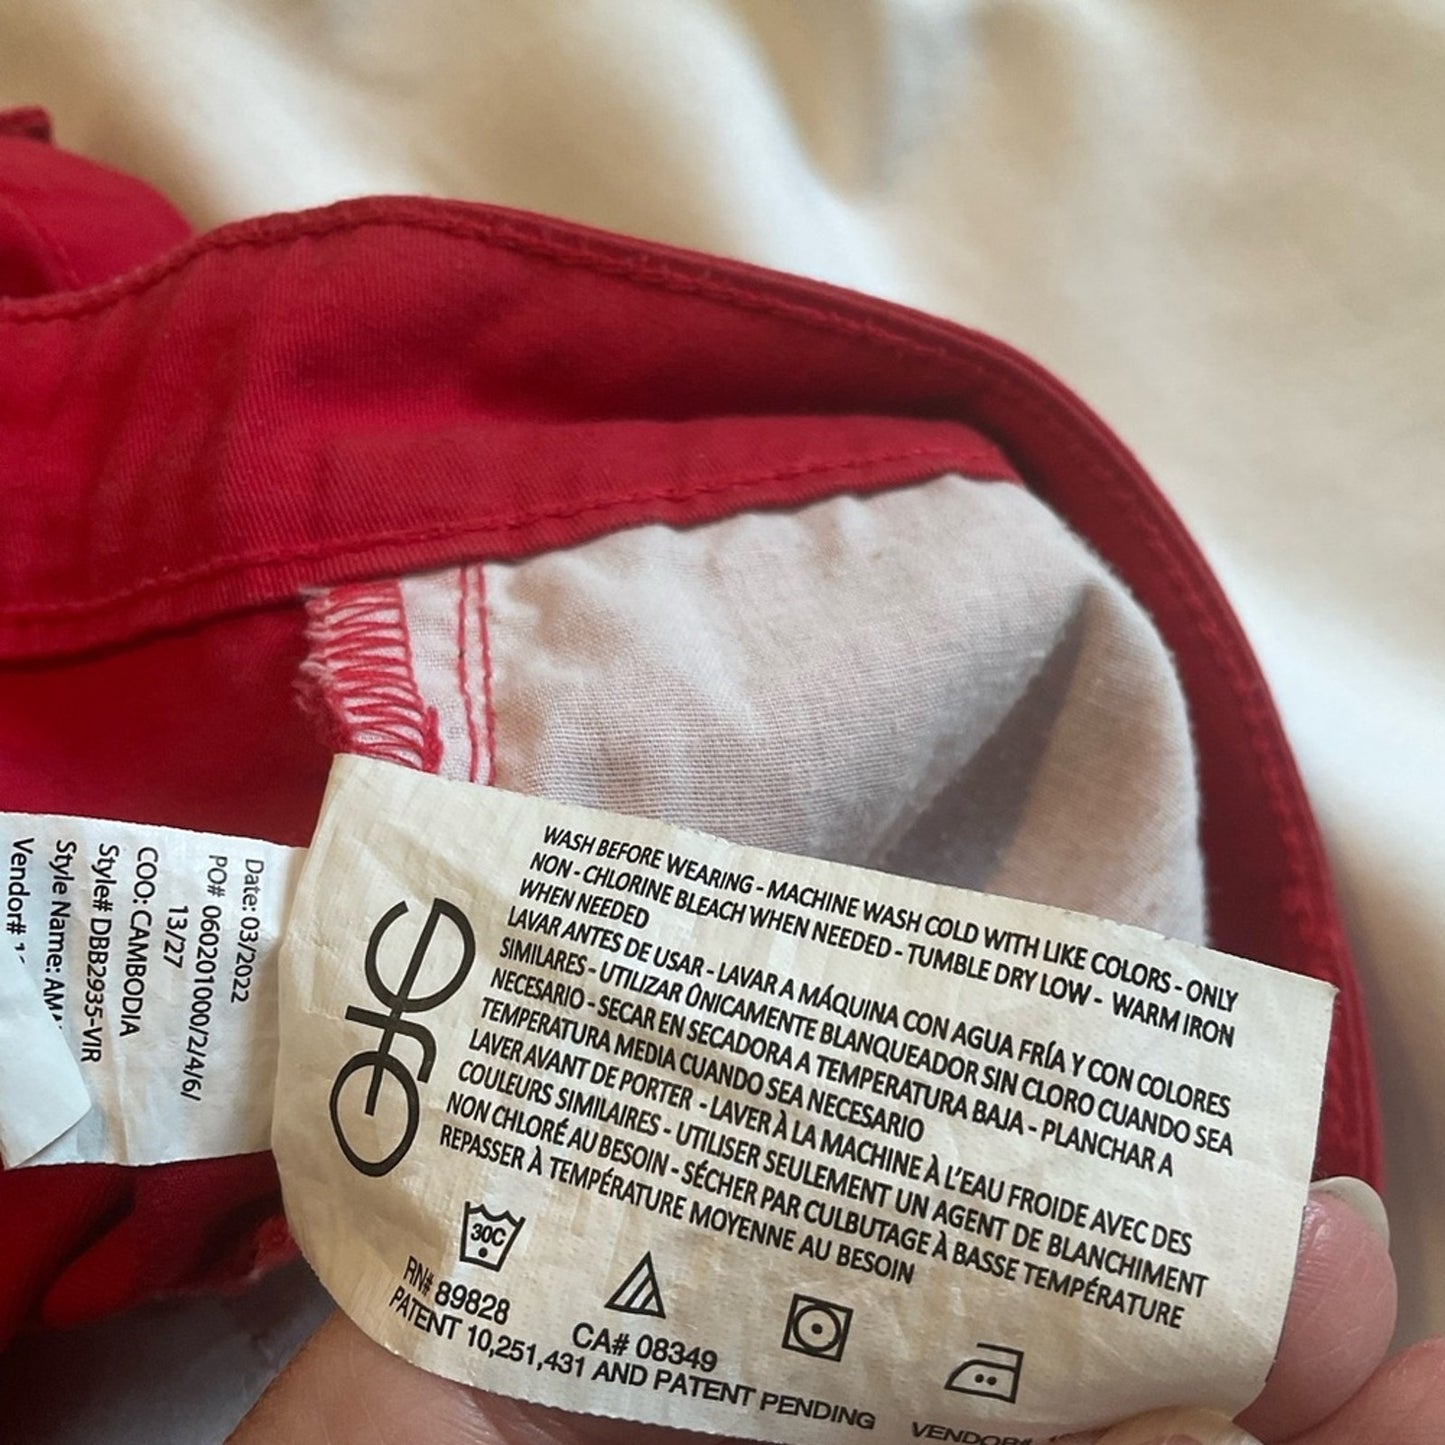 Date: 03/2022
PO# 060201000/2/4/6/
13/27
COO: CAMBODIA
Style# DBB2935-VIR
Style Name:
Vendor#
WASH BEFORE WEARING - MACHINE WASH COLD WITH LIKE COLORS - ONLY
NON - CHLORINE BLEACH WHEN NEEDED - TUMBLE DRY LOW - WARM IRON
WHEN NEEDED
LAVAR ANTES DE USAR - LAVAR A MÁQUINA CON AGUA FRÍA Y CON COLORES
SIMILARES - UTILIZAR ÚNICAMENTE BLANQUEADOR SIN CLORO CUANDO SEA
NECESARIO - SECAR EN SECADORA A TEMPERATURA BAJA - PLANCHAR A
TEMPERATURA MEDIA CUANDO SEA NECESARIO
LAVER AVANT DE PORTER - LAVER À LA MACHINE À L'EAU FROIDE AVEC DES
COULEURS SIMILAIRES - UTILISER SEULEMENT UN AGENT DE BLANCHIMENT
NON CHLORÉ AU BESOIN - SÉCHER PAR CULBUTAGE À BASSE TEMPÉRATURE
REPASSER À TEMPÉRATURE MOYENNE AU BESOIN
30C
RN# 89828
CA# 08349
PATENT 10,251,431 AND PATENT PENDING
VENDOR#